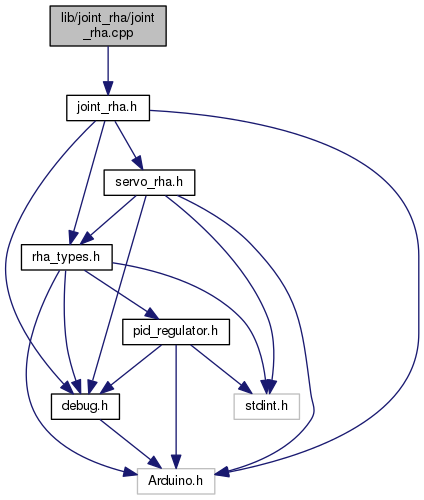 lib/joint_rha/joint
_rha.cpp
joint_rha.h
servo_rha.h
rha_types.h
pid_regulator.h
debug.h
stdint.h
Arduino.h